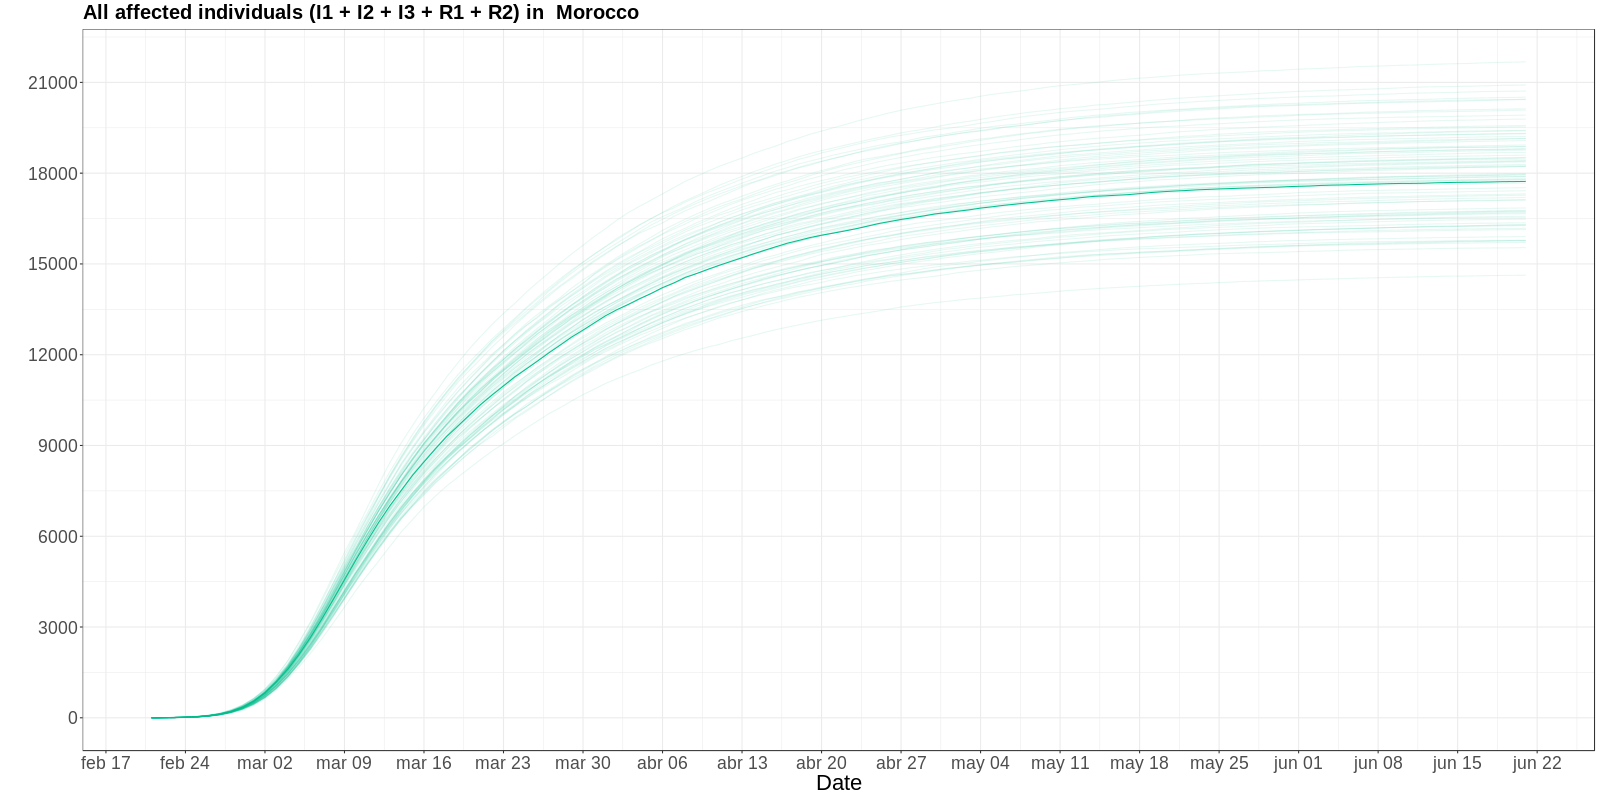 All affected individuals (I1 + I2 + I3 + R1 + R2) in  Morocco
21000
18000
15000
12000
9000
6000
3000
0
feb 17 feb 24 mar 02 mar 09 mar 16 mar 23 mar 30 abr 06 abr 13 abr 20 abr 27 may 04 may 11 may 18 may 25 jun 01 jun 08 jun 15 jun 22
Date